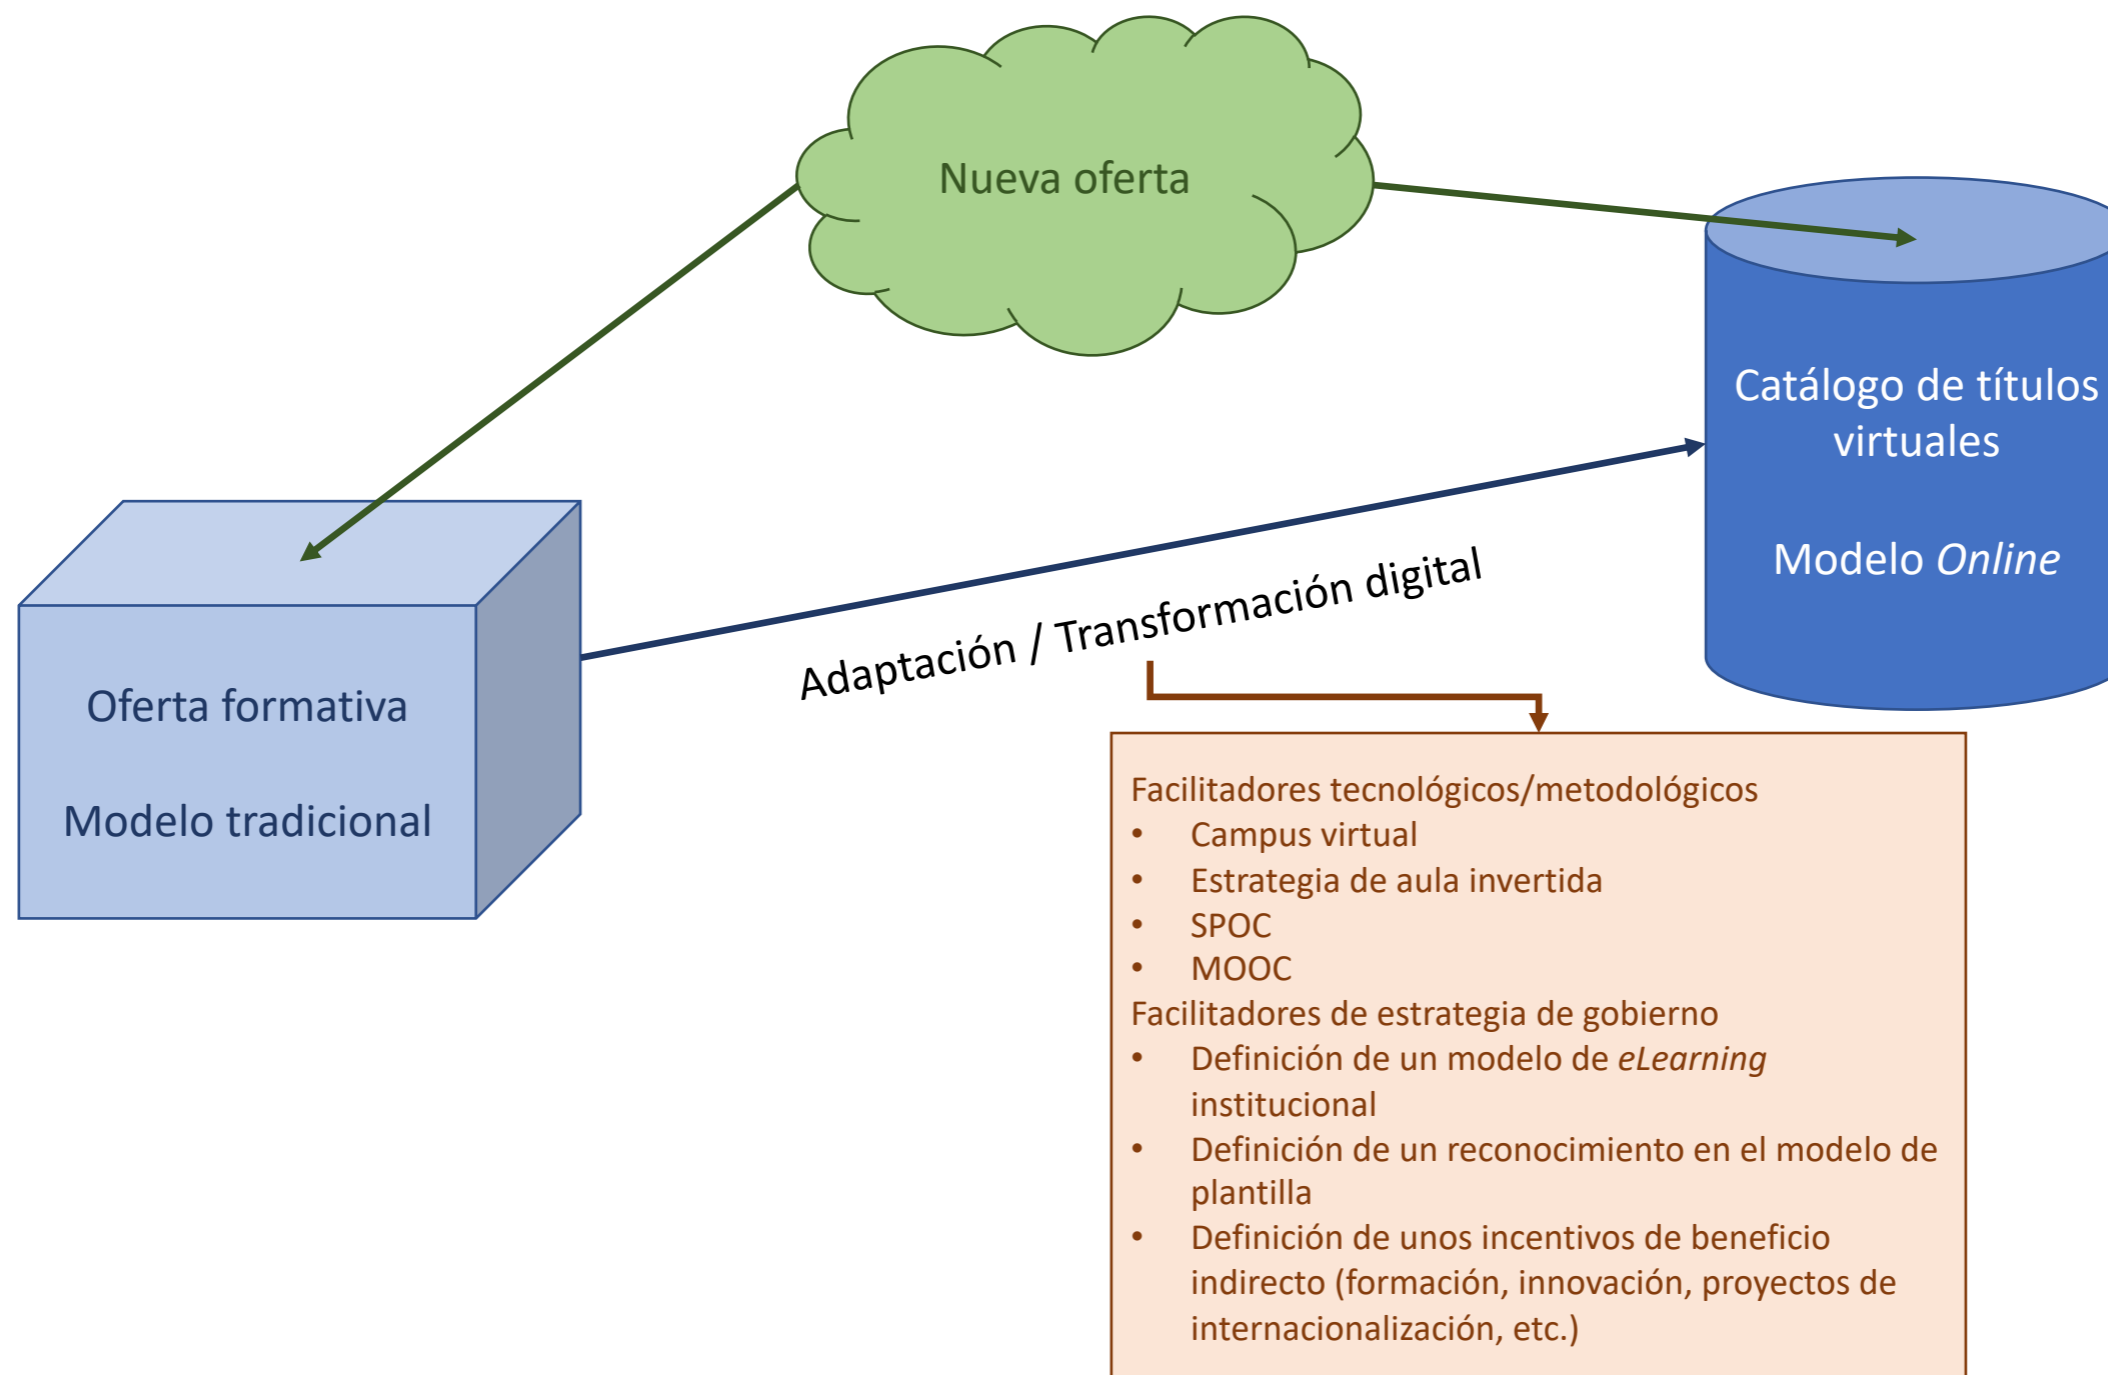 Nueva oferta
Catálogo de títulos
virtuales
Modelo Online
Adaptación / Transformación digital
Oferta formativa
Modelo tradicional
Facilitadores tecnológicos/metodológicos
• Campus virtual
• Estrategia de aula invertida
• SPOC
• MOOC
Facilitadores de estrategia de gobierno
• Definición de un modelo de eLearning
institucional
• Definición de un reconocimiento en el modelo de
plantilla
• Definición de unos incentivos de beneficio
indirecto (formación, innovación, proyectos de
internacionalización, etc.)